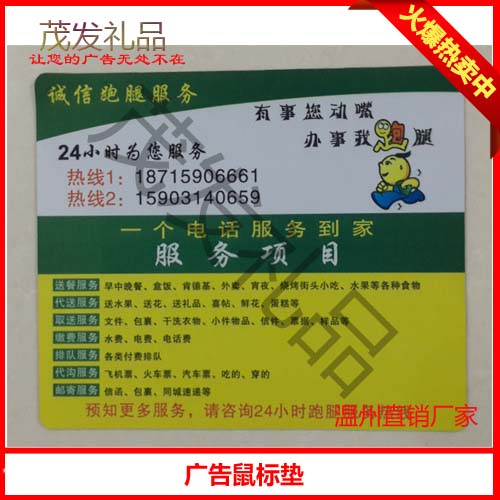 茂发礼品
让您的广告无处不在
火爆热卖中
诚信跑腿服务
有事您动嘴
办事我跑腿
24小时为您服务
热线1：18715906661
热线2：15903140659
一个电话服务到家
服务项目
送餐服务 早中晚餐、盒饭、肯德基、外卖、宵夜、烧烤街头小吃、水果等各种食物
代送服务 送水果、送花、送礼品、喜帖、鲜花、蛋糕等
取送服务 文件、包裹、干洗衣物、小件物品、信件、票据、样品等
缴费服务 水费、电费、电话费
排队服务 各类付费排队
代沟服务 飞机票、火车票、汽车票、吃的、穿的
邮寄服务 信函、包裹、同城速递等
预知更多服务，请咨询24小时跑腿服务热线
茂发礼品
温州直销厂家
广告鼠标垫